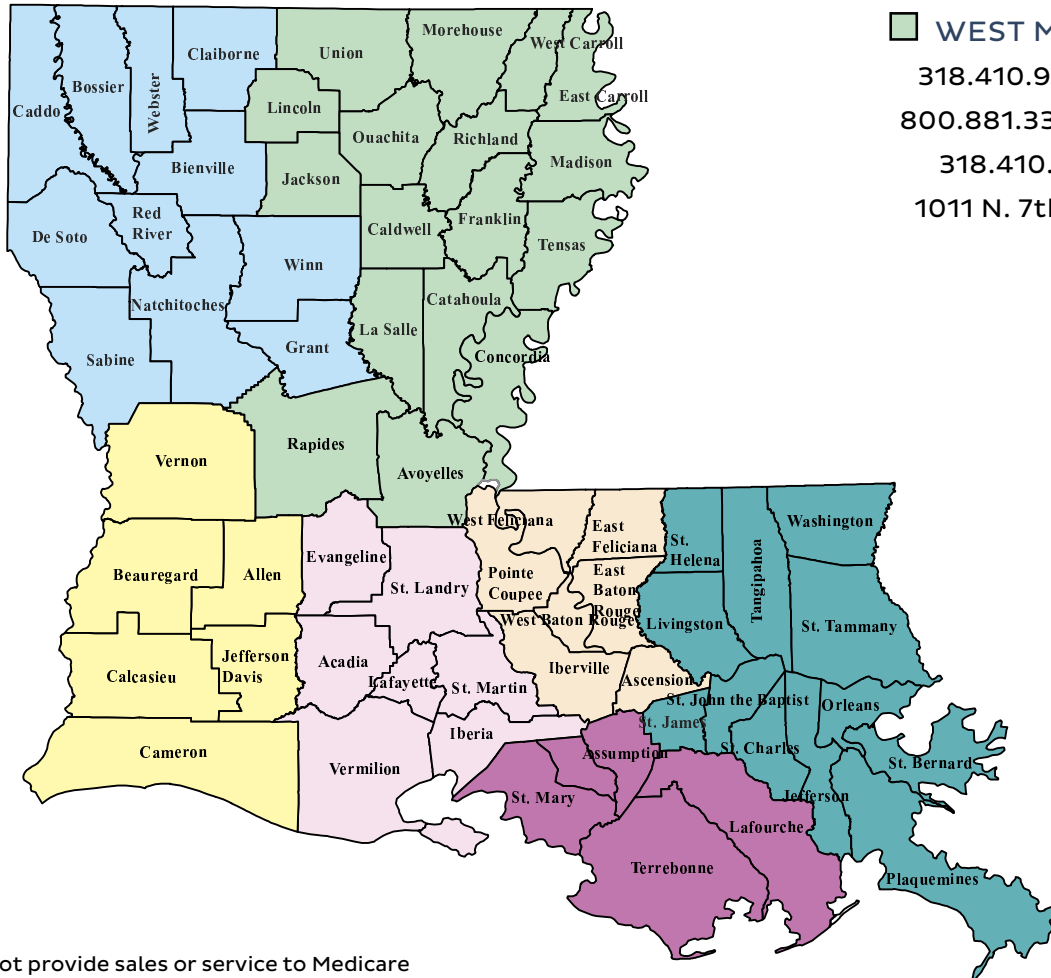 WEST M
318.410.9
800.881.33
318.410.
1011 N. 7th
Claiborne
Union
Morehouse
West Carroll
Bossier
Webster
Caddo
Lincoln
East Carroll
Ouachita
Richland
Bienville
Jackson
Madison
Red
River
De Soto
Caldwell
Franklin
Tensas
Winn
Natchitoches
Catahoula
La Salle
Grant
Sabine
Concordia
Rapides
Vernon
Avoyelles
West Feliciana
East
Feliciana
St.
Helena
Tangipahoa
Washington
Evangeline
Beauregard
Allen
St. Landry
Pointe
Coupee
East
Baton
Rouge
West Baton Rouge
Livingston
St. Tammany
Jefferson
Davis
Calcasieu
Acadia
Lafayette
St. Martin
Iberville
Ascension
St. John the Baptist
Orleans
St. James
Cameron
Iberia
Vermilion
Assumption
St. Charles
St. Bernard
St. Mary
Jefferson
Lafourche
Terrebonne
Plaquemines
ot provide sales or service to Medicare